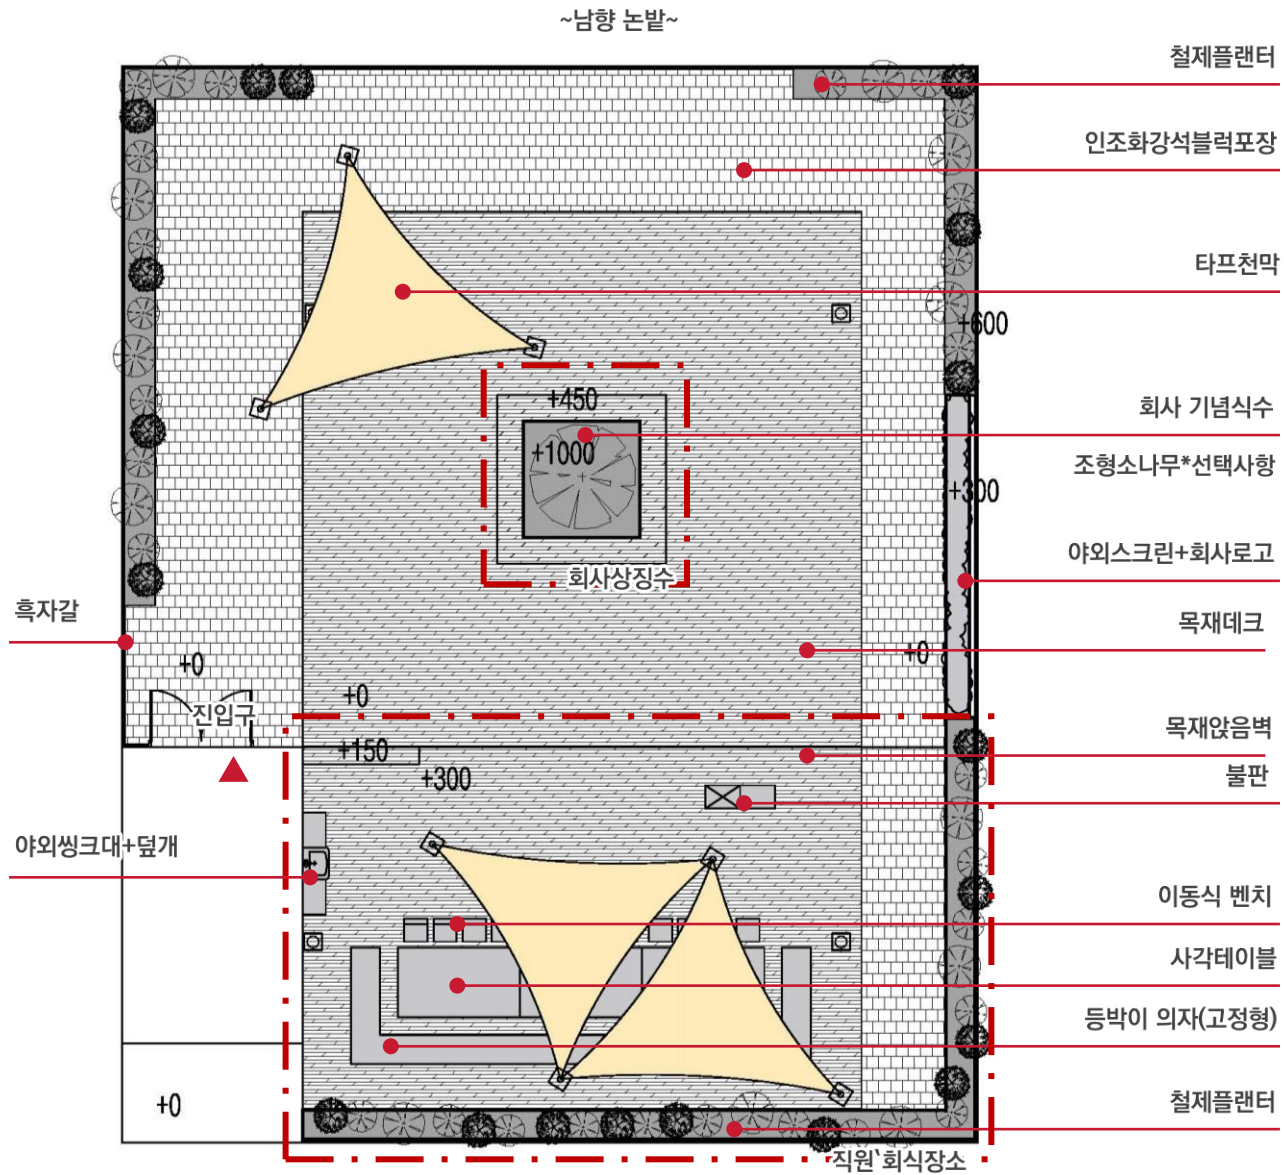 ~남향 논밭~
철제플랜터
인조화강석블럭포장
타프천막
+600
+450
회사 기념식수
+1000
조형소나무*선택사항
+300
야외스크린+회사로고
회사상징수
흑자갈
목재데크
+0
+0
+0
진입구
목재앉음벽
+150
+300
불판
야외씽크대+덮개
이동식 벤치
사각테이블
등박이 의자(고정형)
+0
철제플랜터
직원`회식장소